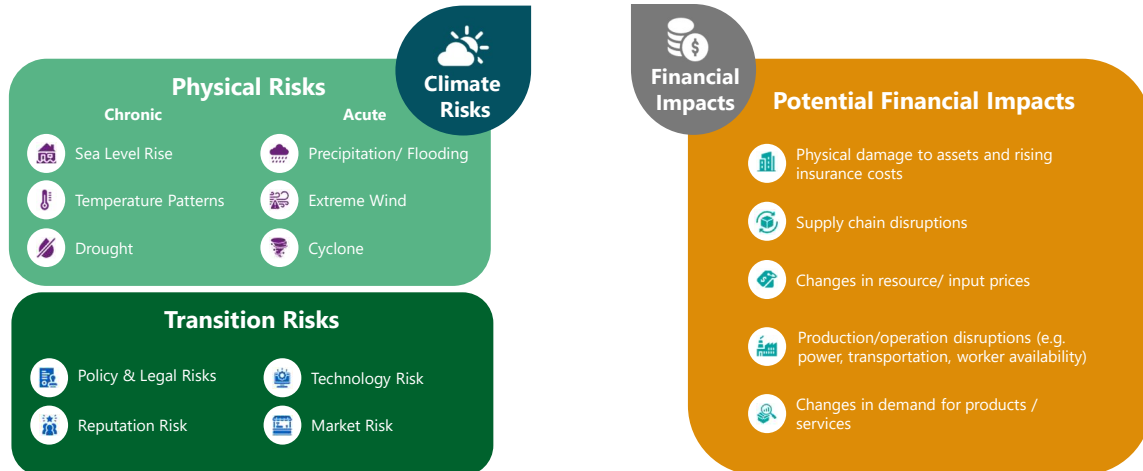 Climate
Risks
Physical Risks
Chronic
Acute
Sea Level Rise
Precipitation/ Flooding
Temperature Patterns
Extreme Wind
Drought
Cyclone
Transition Risks
Policy & Legal Risks
Technology Risk
Reputation Risk
Market Risk
Financial
Impacts
Potential Financial Impacts
Physical damage to assets and rising
insurance costs
Supply chain disruptions
Changes in resource/ input prices
Production/operation disruptions (e.g.
power, transportation, worker availability)
Changes in demand for products /
services